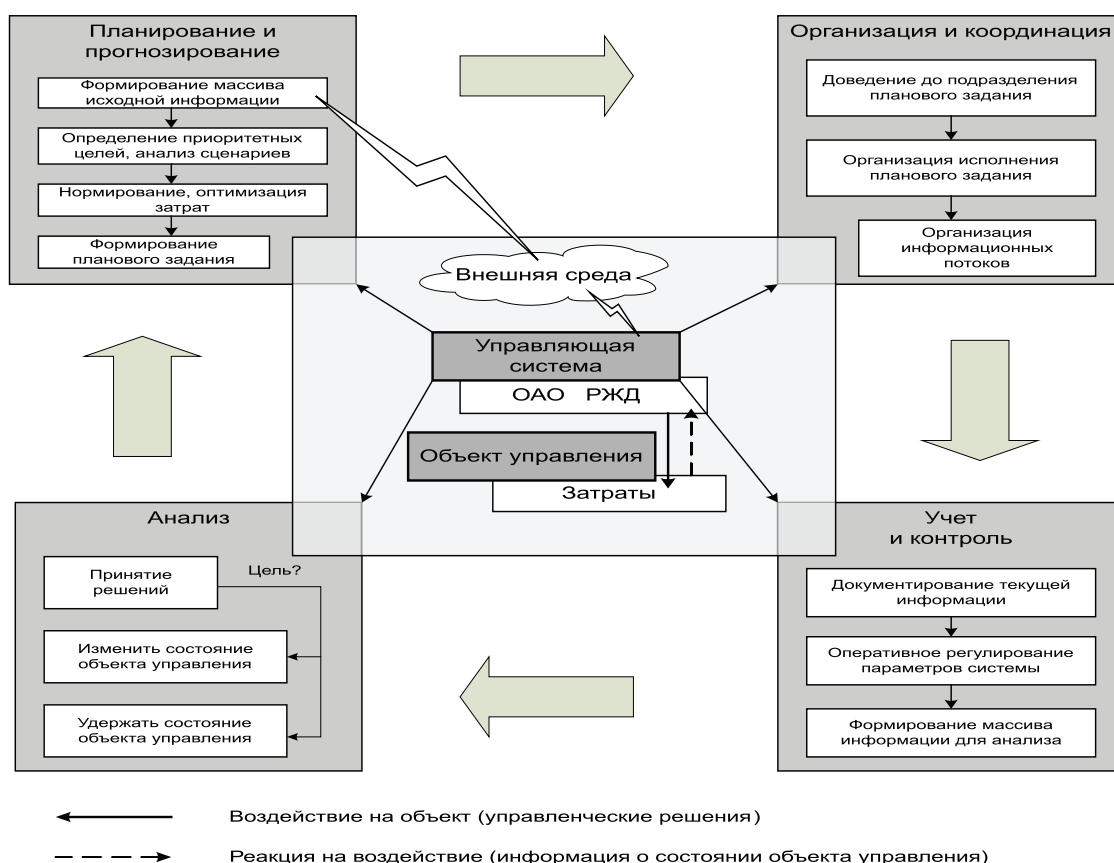 Планирование и
прогнозирование
Формирование массива
исходной информации
Определение приоритетных
целей, анализ сценариев
Нормирование, оптимизация
затрат
Формирование
планового задания
Организация и координация
Доведение до подразделения
планового задания
Организация исполнения
планового задания
Организация
информационных
потоков
Внешняя среда
Управляющая
система
ОАО РЖД
Объект управления
Затраты
Анализ
Принятие
решений
Цель?
Изменить состояние
объекта управления
Удержать состояние
объекта управления
Учет
и контроль
Документирование текущей
информации
Оперативное регулирование
параметров системы
Формирование массива
информации для анализа
Воздействие на объект (управленческие решения)
Реакция на воздействие (информация о состоянии объекта управления)